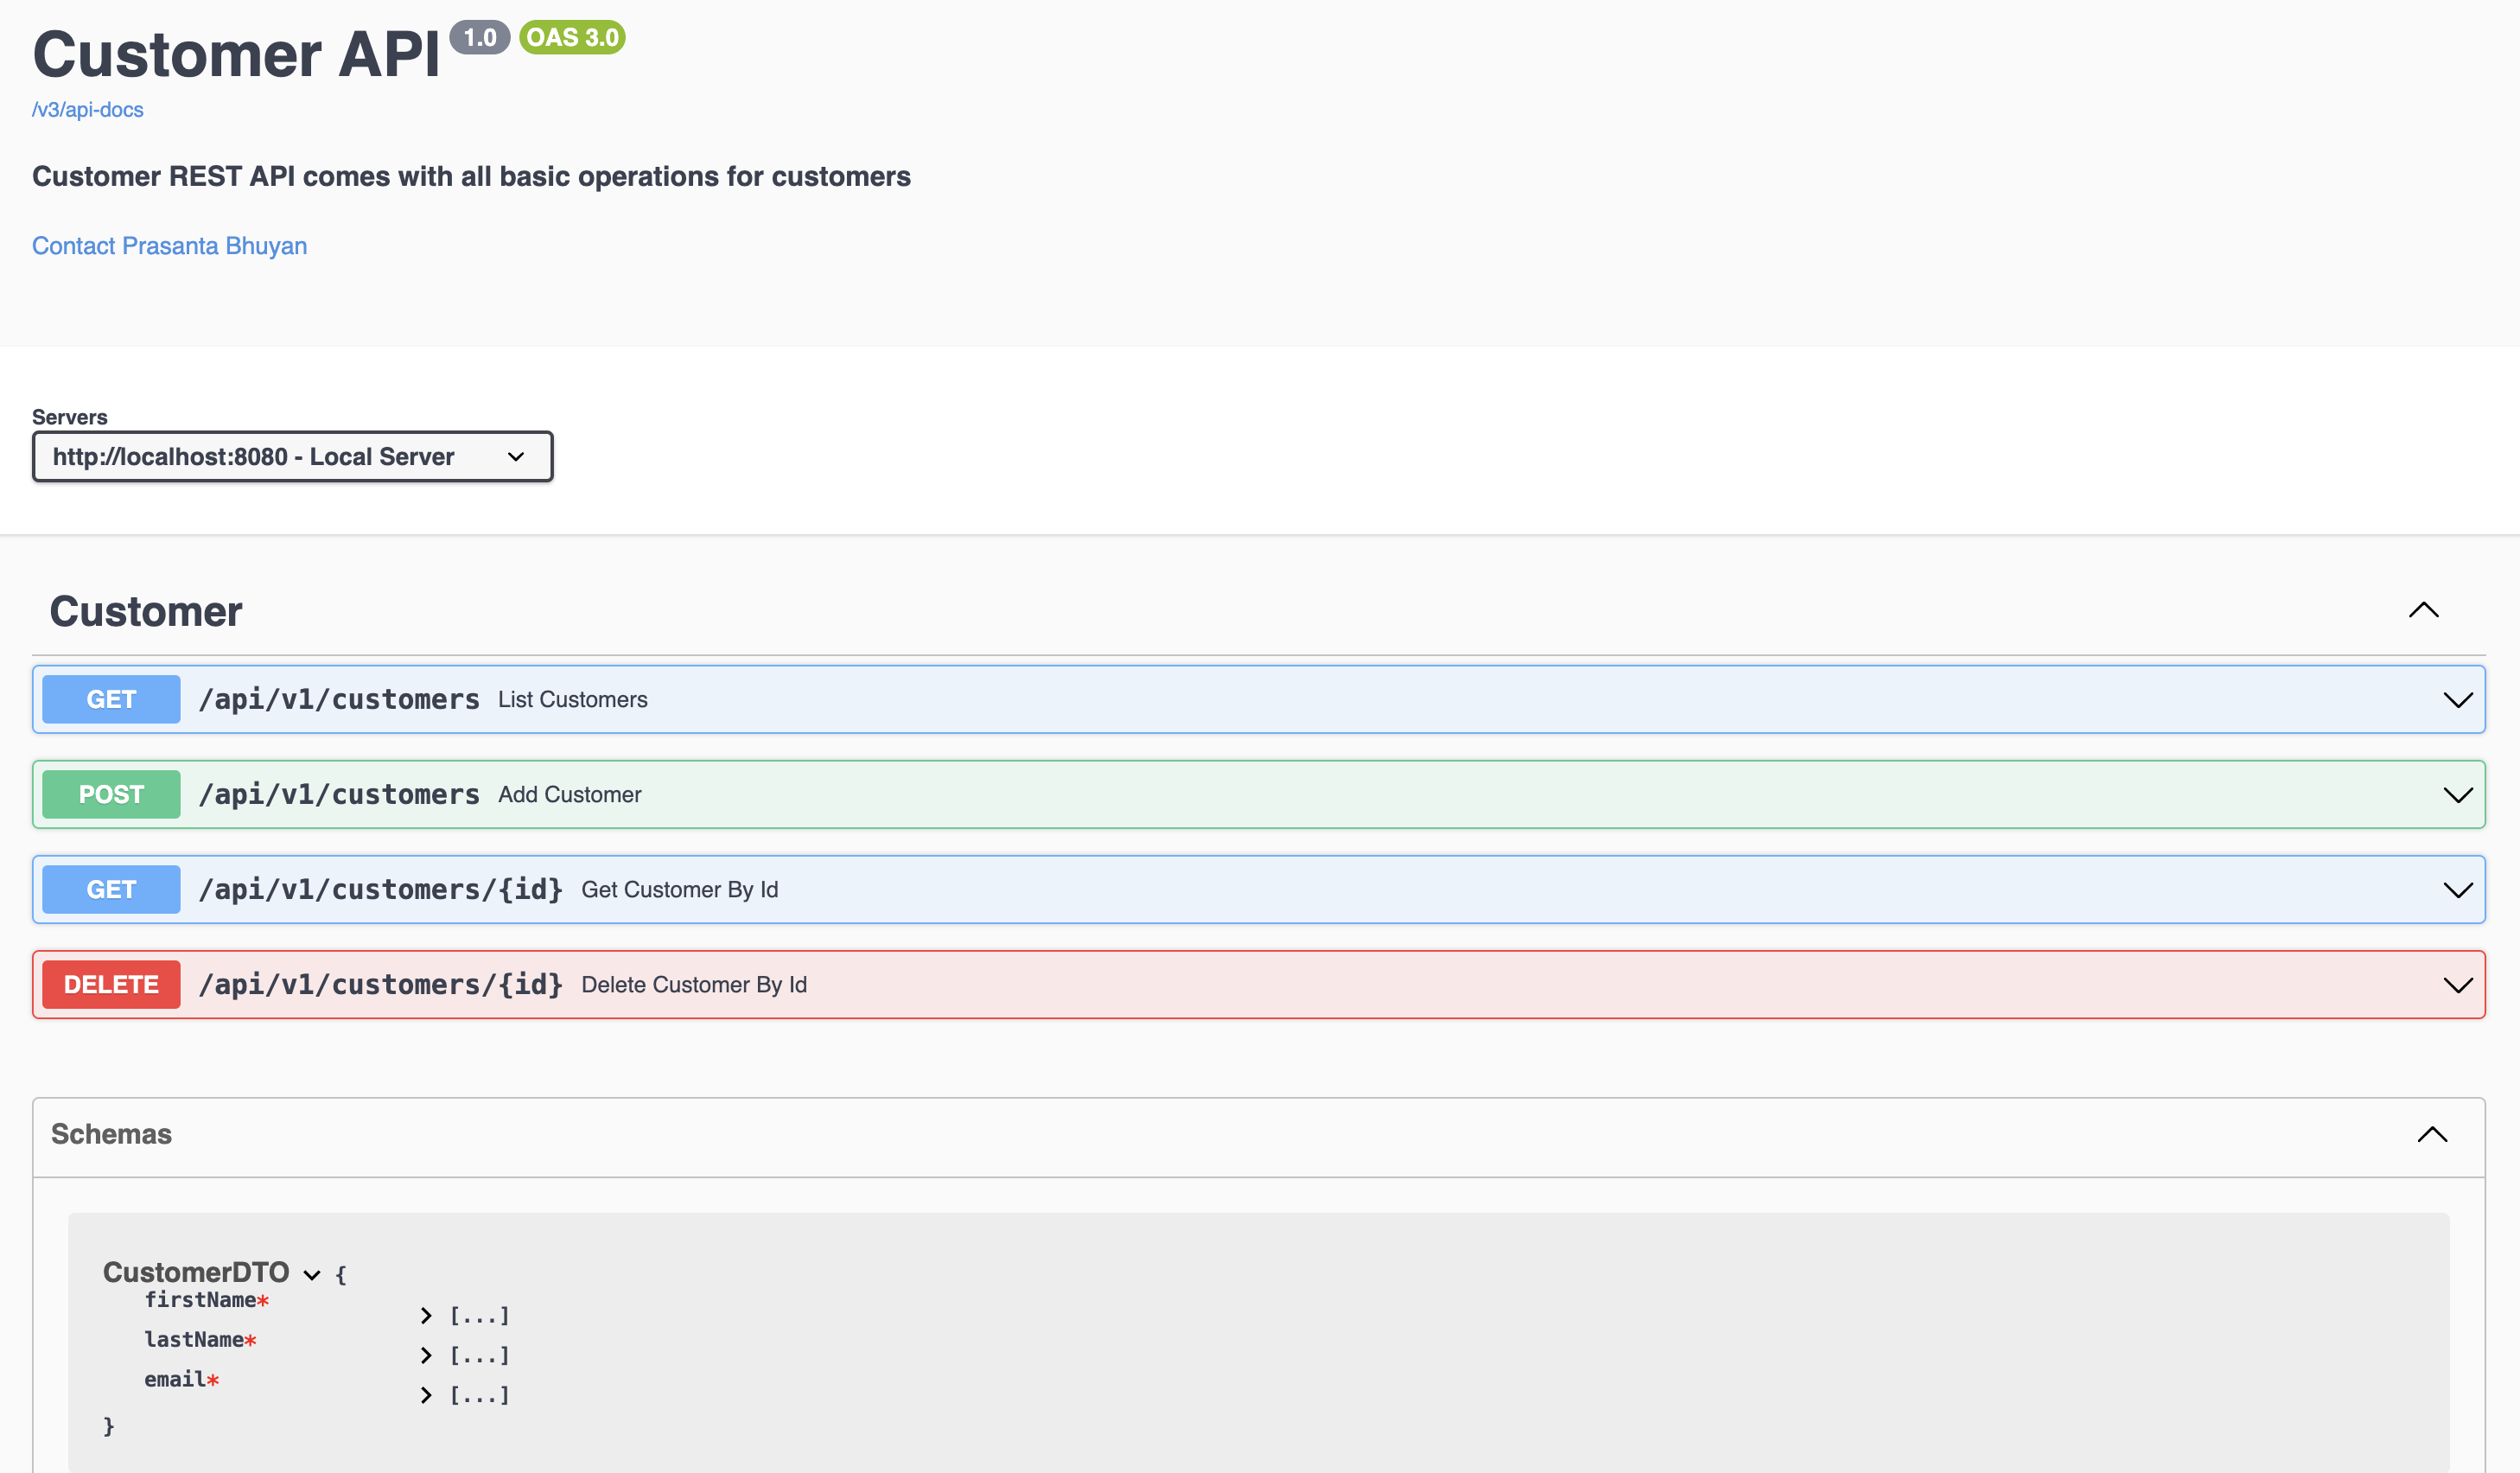 Customer API 1.0 OAS 3.0
/v3/api-docs
Customer REST API comes with all basic operations for customers
Contact Prasanta Bhuyan
Servers
http://localhost:8080 - Local Server
Customer
GET /api/v1/customers List Customers
POST /api/v1/customers Add Customer
GET /api/v1/customers/{id} Get Customer By Id
DELETE /api/v1/customers/{id} Delete Customer By Id
Schemas
CustomerDTO {
firstName* [...]
lastName* [...]
email* [...]
}